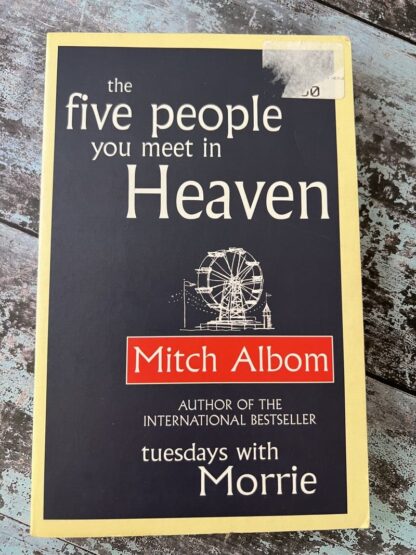 the
five people
you meet in
Heaven
Mitch Albom
AUTHOR OF THE
INTERNATIONAL BESTSELLER
tuesdays with
Morrie